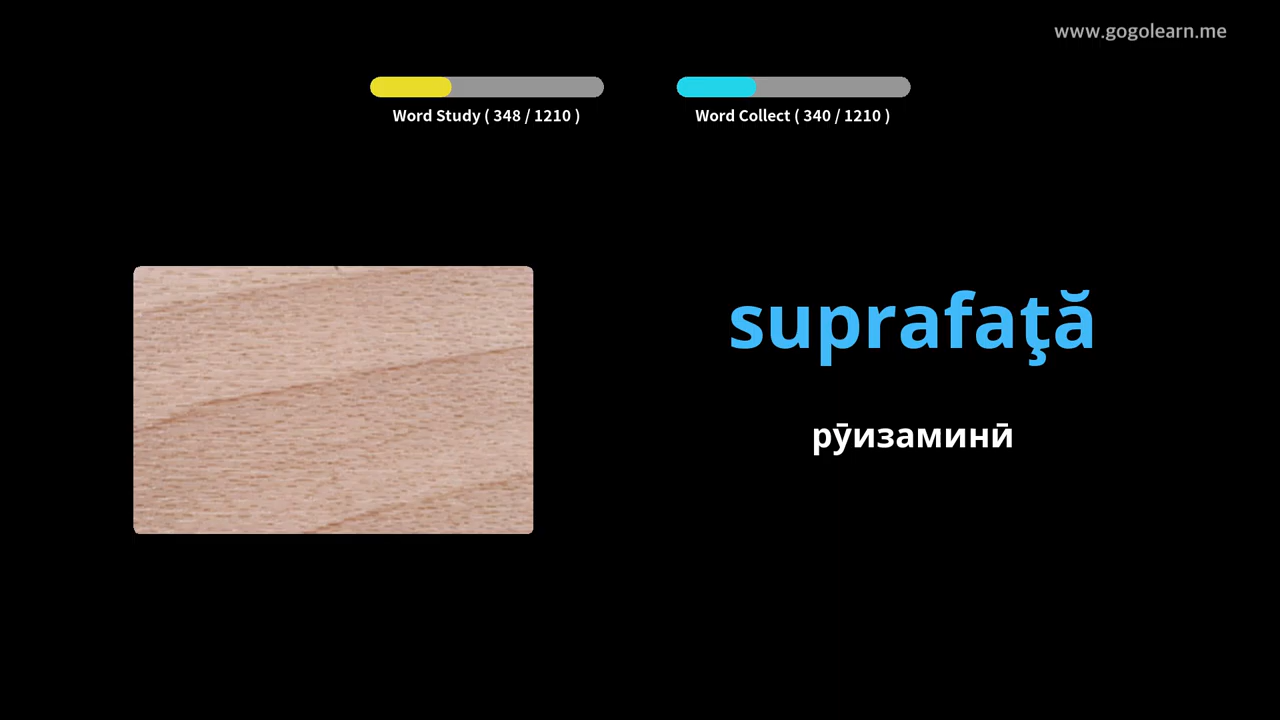 www.gogolearn.me
Word Study ( 348 / 1210 )
Word Collect ( 340 / 1210 )
suprafaţă
рӯизаминӣ